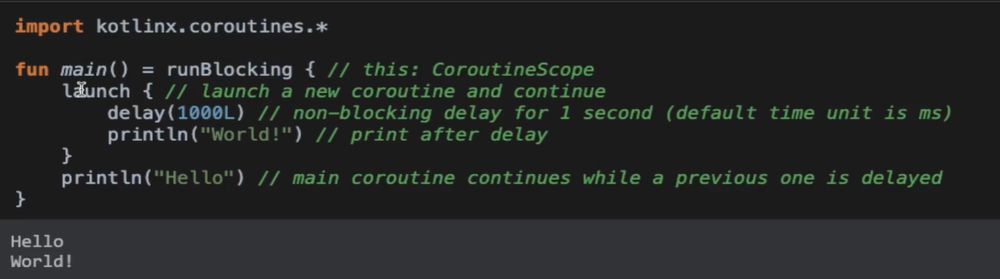 import kotlinx.coroutines.*
fun main() = runBlocking { // this: CoroutineScope
    launch { // launch a new coroutine and continue
        delay(1000L) // non-blocking delay for 1 second (default time unit is ms)
        println("World!") // print after delay
    }
    println("Hello") // main coroutine continues while a previous one is delayed
}
Hello
World!